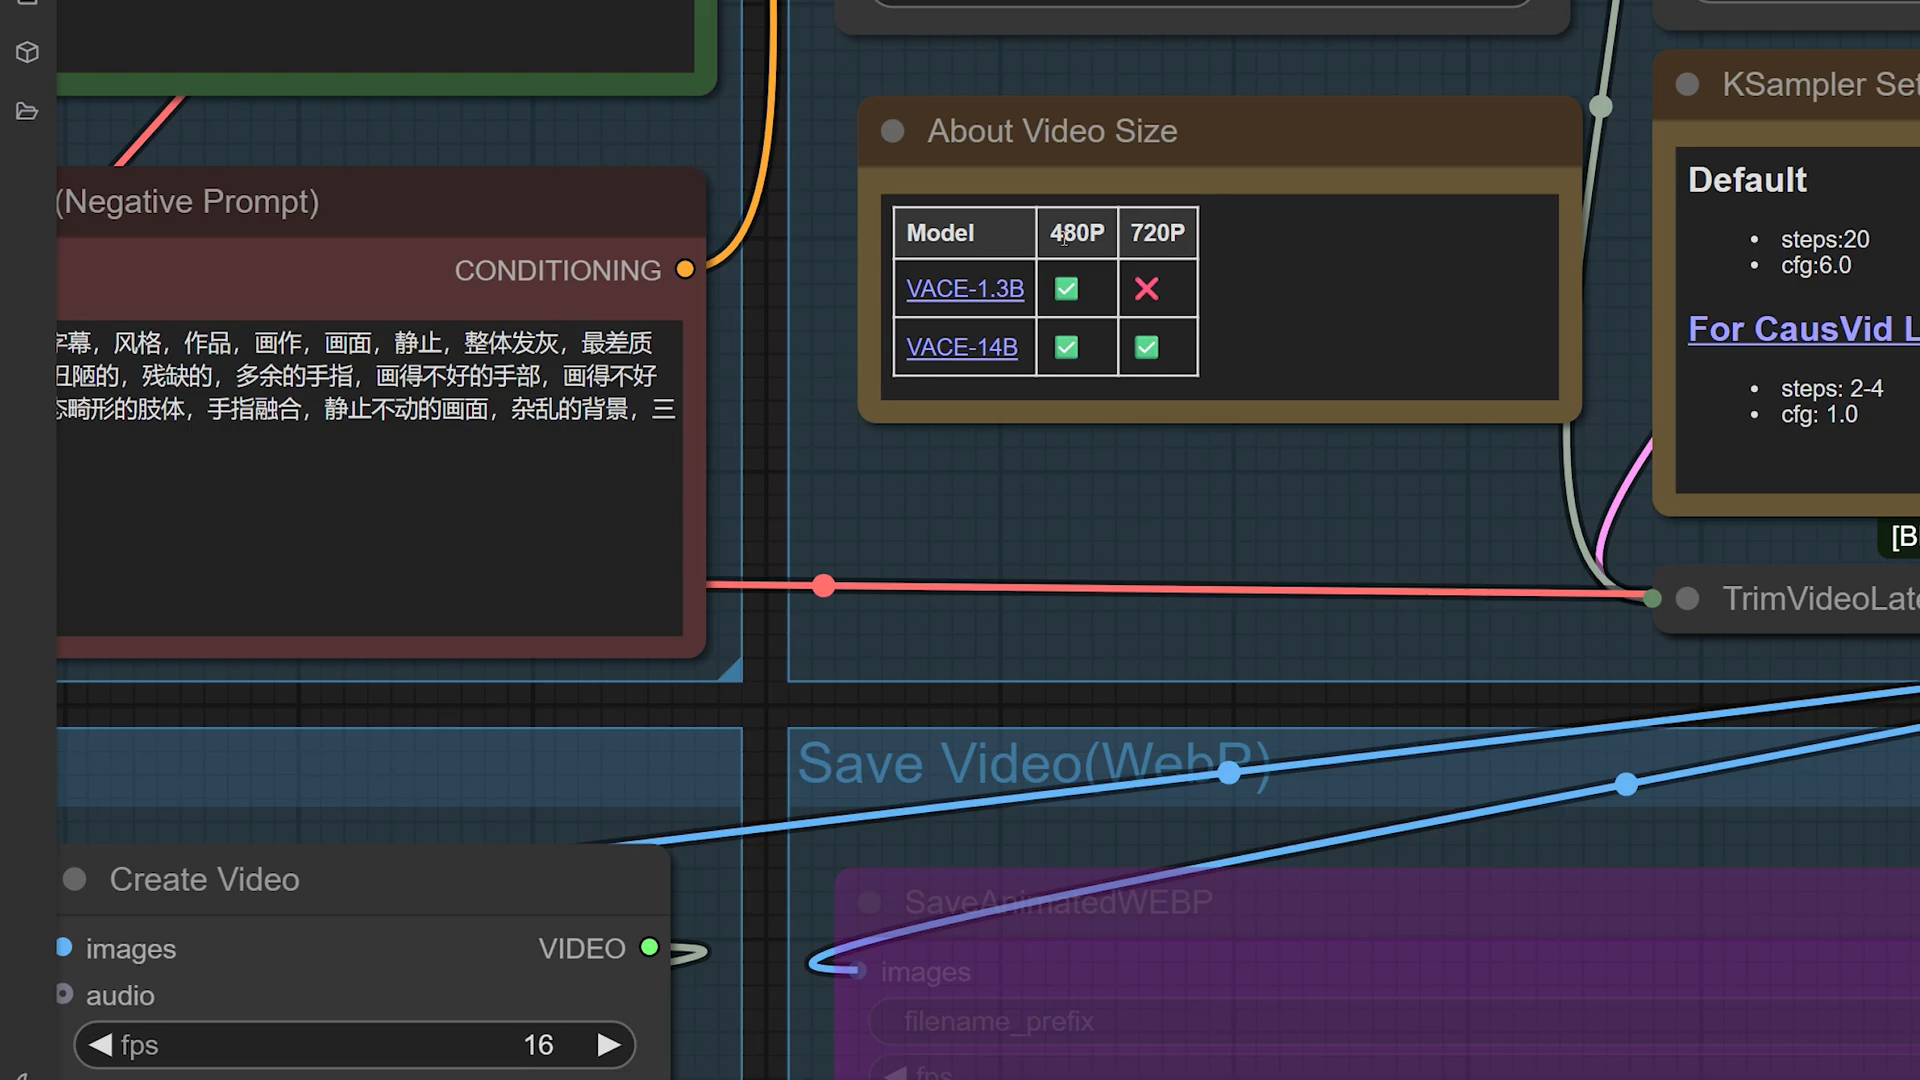 (Negative Prompt)
CONDITIONING
字幕，风格，作品，画作，画面，静止，整体发灰，最差质
丑陋的，残缺的，多余的手指，画得不好的手部，画得不好
态畸形的肢体，手指融合，静止不动的画面，杂乱的背景，三
About Video Size
Model 480P 720P
VACE-1.3B ✅ ❌
VACE-14B ✅ ✅
KSampler Set
Default
• steps:20
• cfg:6.0
For CausVid L
• steps: 2-4
• cfg: 1.0
[B
TrimVideoLate
Save Video(WebP)
Create Video
images VIDEO
audio
fps 16
SaveAnimatedWEBP
images
filename_prefix
fps